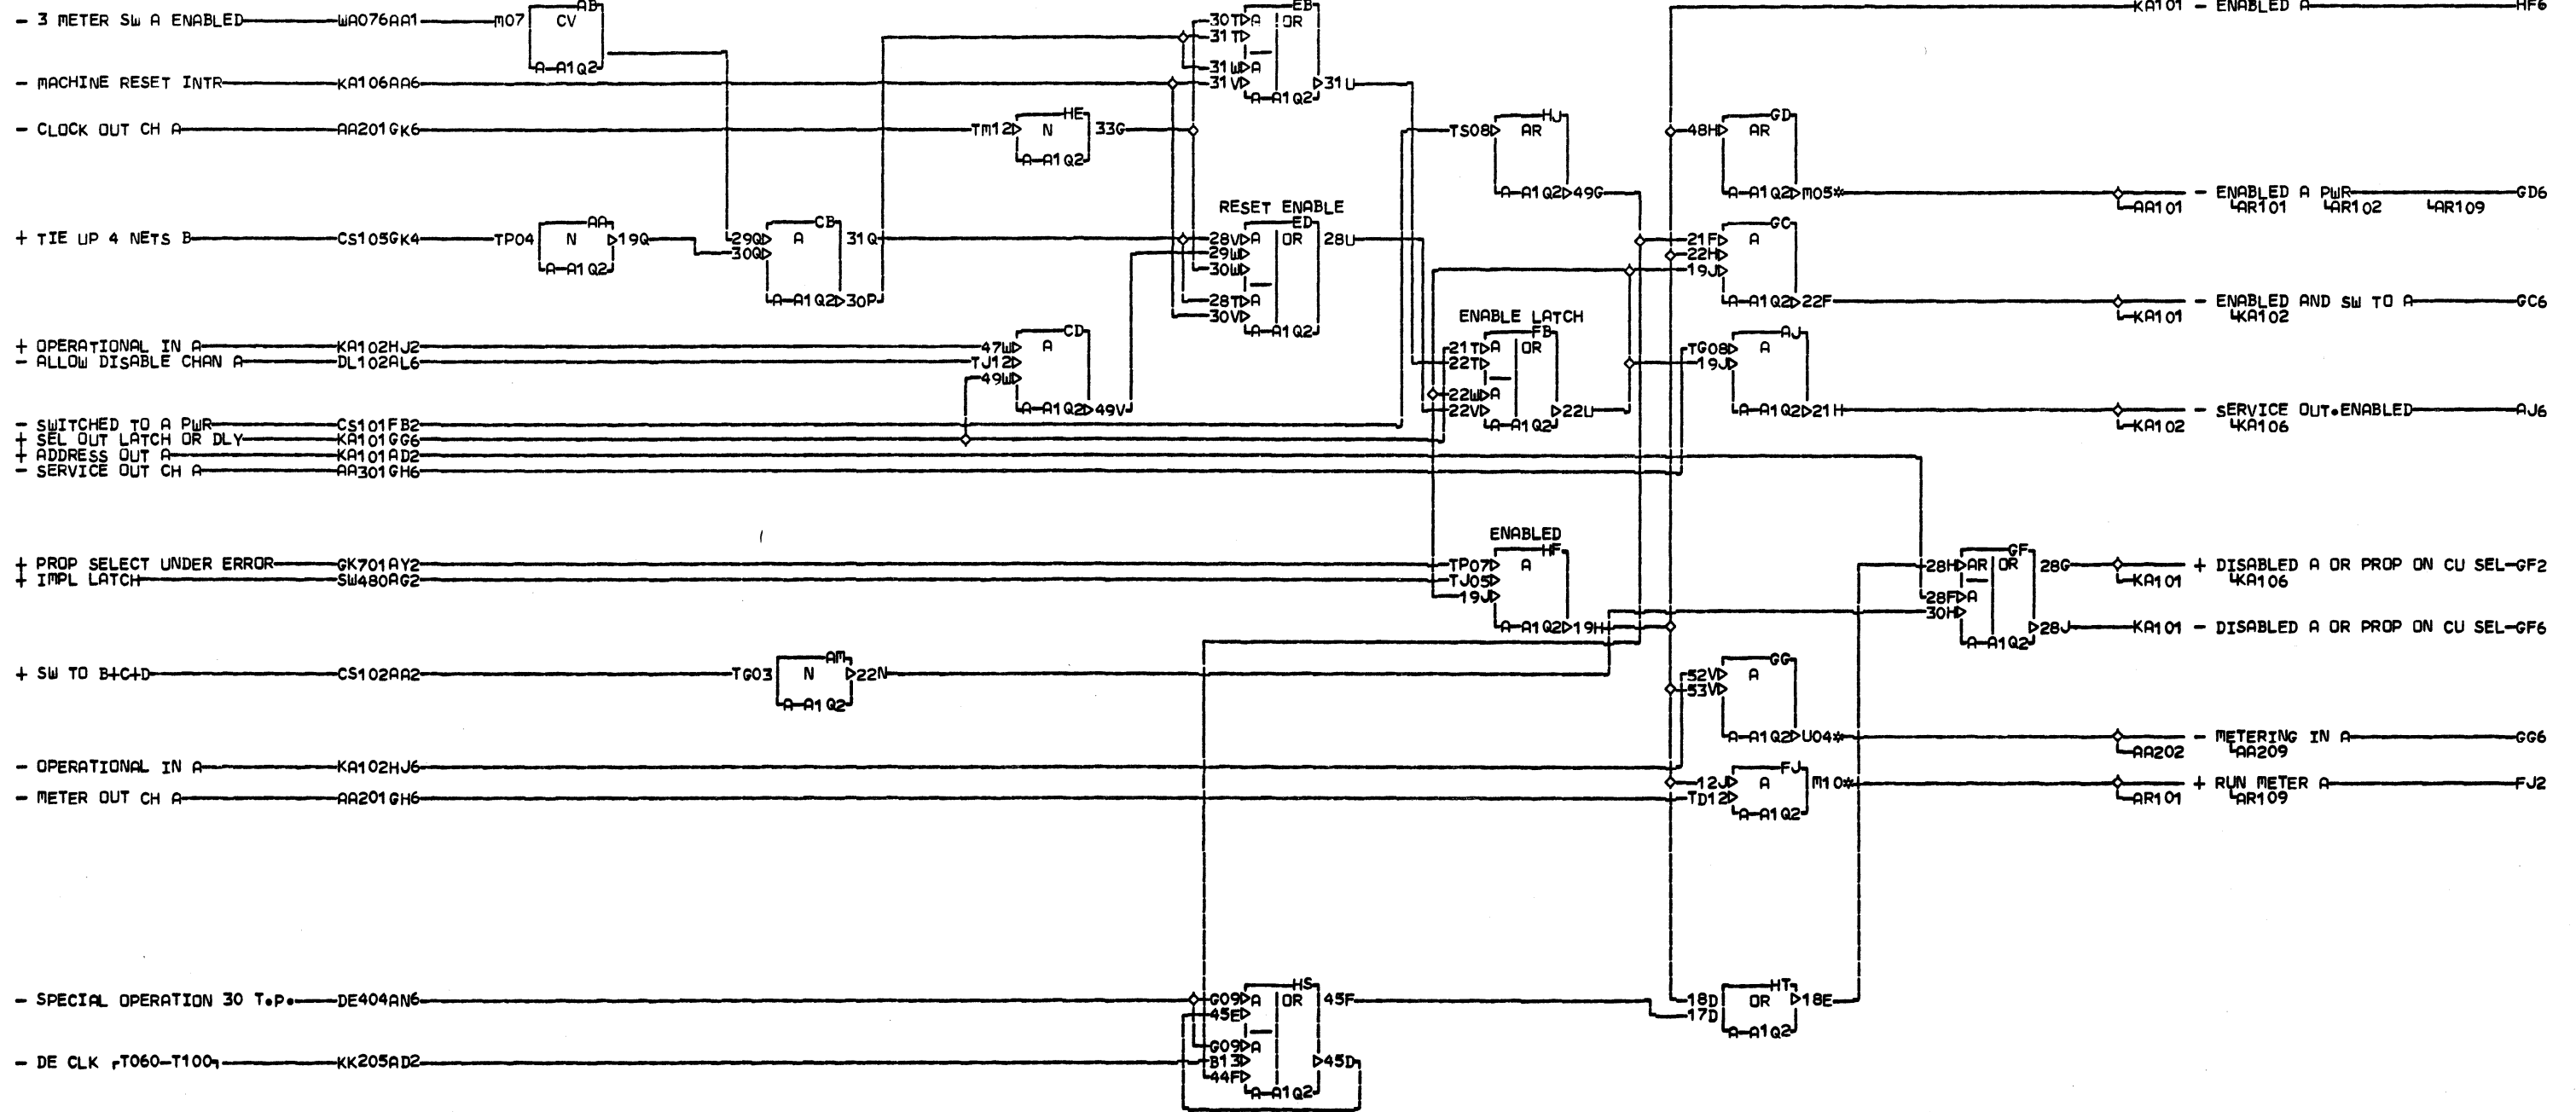 - 3 METER SW A ENABLED WA076AA1 M07 AB
CV
A-A1Q2
EB
30T A OR
31T
31W A
31V 31U
A-A1Q2
KA101 - ENABLED A HF6
- MACHINE RESET INTR KA106AA6
- CLOCK OUT CH A AA201GK6 TM12 HE
N 33G
A-A1Q2
TS08 HJ
AR
A-A1Q2 49G
48H GD
AR
A-A1Q2 M05* - ENABLED A PWR GD6
AA101 AR101 AR102 AR109
+ TIE UP 4 NETS B CS105GK4 TP04 AA
N 19Q
A-A1Q2
29Q CB
30Q A 31Q
A-A1Q2 30P
RESET ENABLE
ED
28V A OR 28U
29W
30W
28T A
30V
A-A1Q2
GC
21F A
22H
19J
A-A1Q2 22F - ENABLED AND SW TO A GC6
KA101 KA102
+ OPERATIONAL IN A KA102HJ2 47W CD
A
- ALLOW DISABLE CHAN A DL102AL6 TJ12
49W
A-A1Q2 49V
ENABLE LATCH
FB
21T A OR
22T
22W A
22V 22U
A-A1Q2
AJ
TG08 A
19J
A-A1Q2 21H - SERVICE OUT.ENABLED AJ6
KA102 KA106
- SWITCHED TO A PWR CS101FB2
+ SEL OUT LATCH OR DLY KA101GG6
+ ADDRESS OUT A KA101AD2
- SERVICE OUT CH A AA301GH6
ENABLED
HF
+ PROP SELECT UNDER ERROR GK701AY2 TP07 A
+ IMPL LATCH SW480AG2 TJ05
19J
A-A1Q2 19H
GF
28H AR OR 28G + DISABLED A OR PROP ON CU SEL GF2
KA101 KA106
28F A
30H
28J KA101 - DISABLED A OR PROP ON CU SEL GF6
A-A1Q2
+ SW TO B+C+D CS102AA2 TG03 AM
N 22N
A-A1Q2
GG
52V A
53V
A-A1Q2 U04* - METERING IN A GG6
AA202 AA209
- OPERATIONAL IN A KA102HJ6
- METER OUT CH A AA201GH6
FJ
12J A M10* + RUN METER A FJ2
TD12 AR101 AR109
A-A1Q2
- SPECIAL OPERATION 30 T.P. DE404AN6
HS
G09 A OR 45F
45E
G09 A
B13 45D
44F
A-A1Q2
HT
18D OR 18E
17D
A-A1Q2
- DE CLK T060-T100 KK205AD2